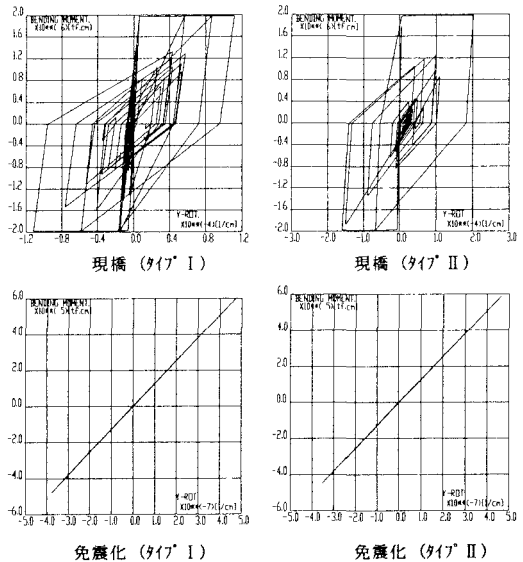 BENDING MOMENT.
X10**( 6)(tf.cm)
2.0
1.6
1.2
0.8
0.4
0.0
-0.4
-0.8
-1.2
-1.6
-2.0
Y-ROT.
X10**(-4)(1/cm)
-1.2 -0.8 -0.4 0.0 0.4 0.8 1.2
現橋 (ﾀｲﾌﾟ I)
BENDING MOMENT.
X10**( 6)(tf.cm)
2.0
1.6
1.2
0.8
0.4
0.0
-0.4
-0.8
-1.2
-1.6
-2.0
Y-ROT.
X10**(-4)(1/cm)
-3.0 -2.0 -1.0 0.0 1.0 2.0 3.0
現橋 (ﾀｲﾌﾟ II)
BENDING MOMENT.
X10**( 5)(tf.cm)
6.0
4.0
2.0
0.0
-2.0
-4.0
-6.0
Y-ROT.
X10**(-7)(1/cm)
-5.0 -4.0 -3.0 -2.0 -1.0 0.0 1.0 2.0 3.0 4.0 5.0
免震化 (ﾀｲﾌﾟ I)
BENDING MOMENT.
X10**( 5)(tf.cm)
6.0
4.0
2.0
0.0
-2.0
-4.0
-6.0
Y-ROT.
X10**(-7)(1/cm)
-5.0 -4.0 -3.0 -2.0 -1.0 0.0 1.0 2.0 3.0 4.0 5.0
免震化 (ﾀｲﾌﾟ II)